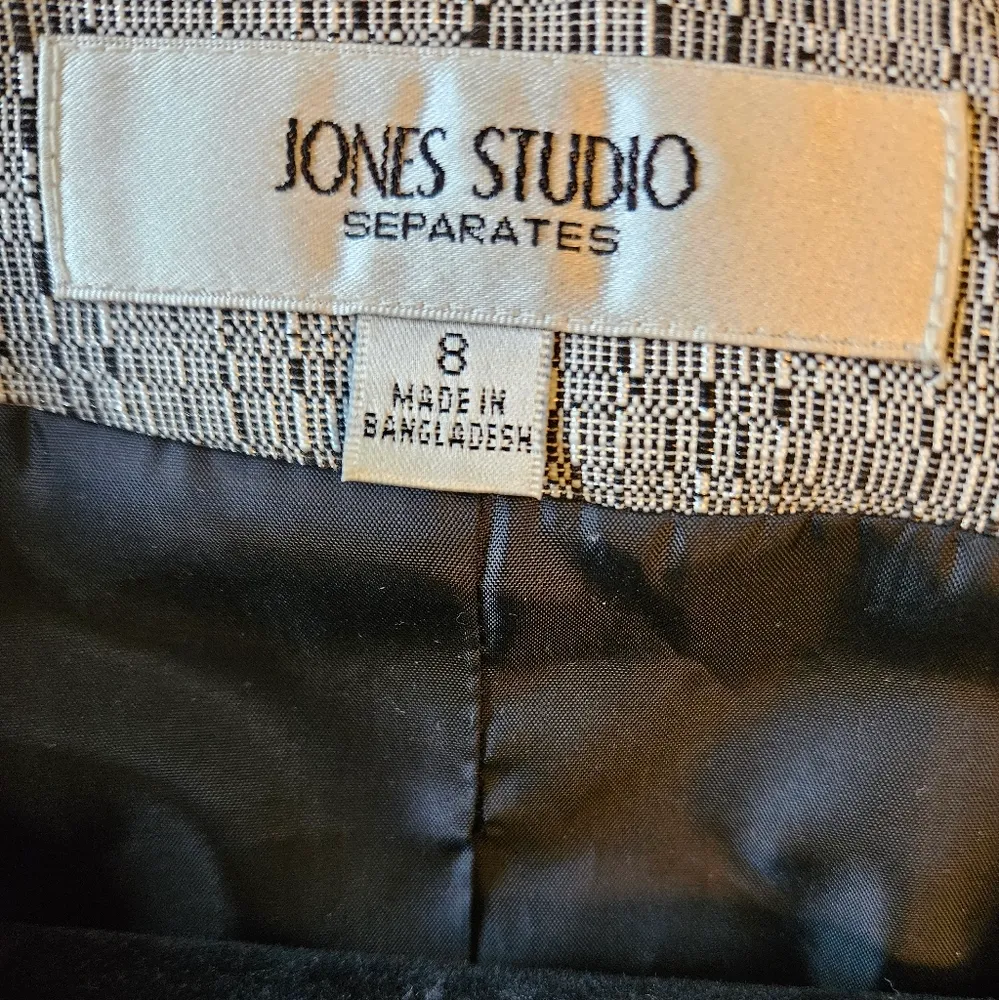 JONES STUDIO
SEPARATES
8
MADE IN
BANGLADESH